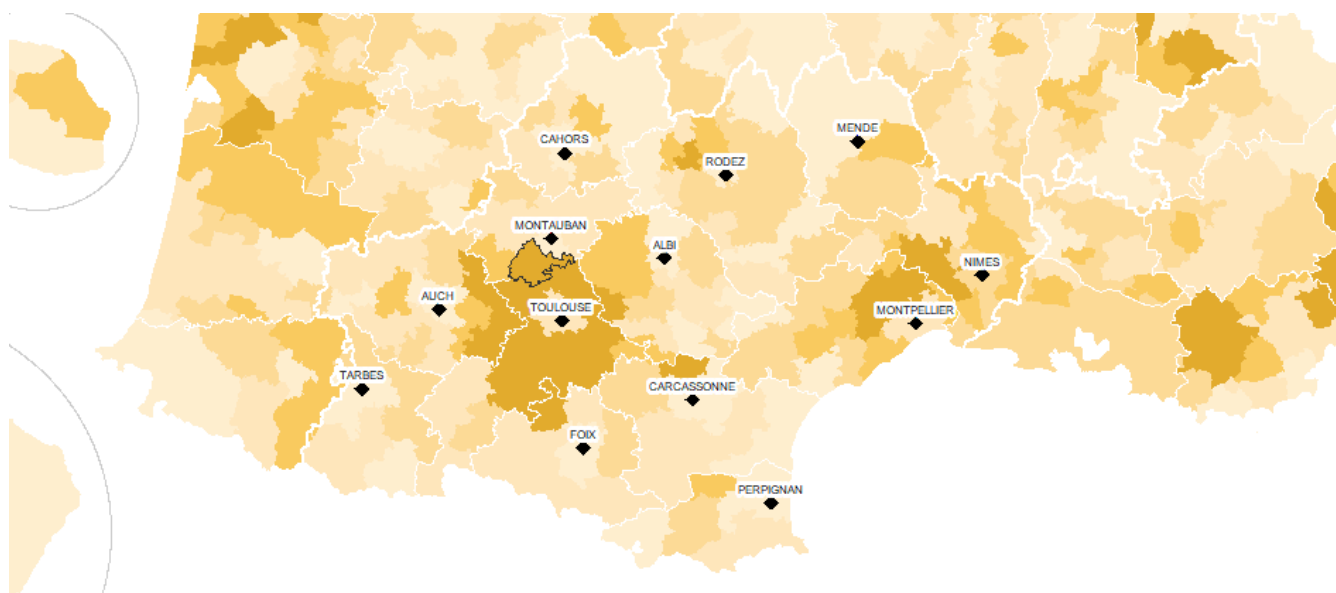 MENDE
CAHORS
RODEZ
MONTAUBAN
ALBI
NIMES
AUCH
TOULOUSE
MONTPELLIER
TARBES
CARCASSONNE
FOIX
PERPIGNAN